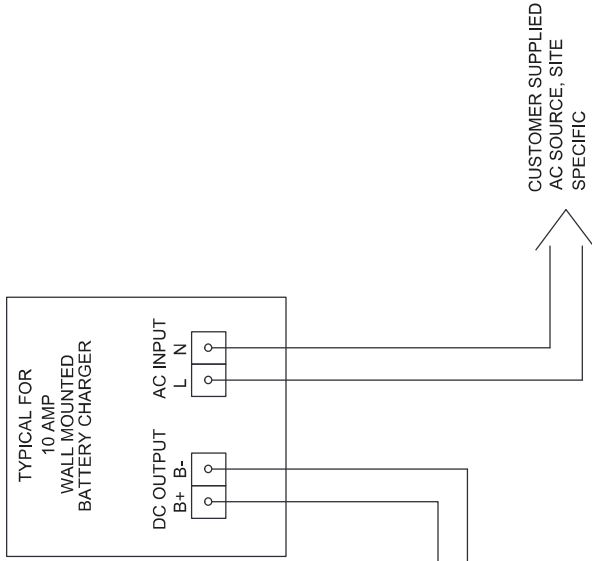 TYPICAL FOR
10 AMP
WALL MOUNTED
BATTERY CHARGER
DC OUTPUT
B+ B-
AC INPUT
L N
CUSTOMER SUPPLIED
AC SOURCE, SITE
SPECIFIC